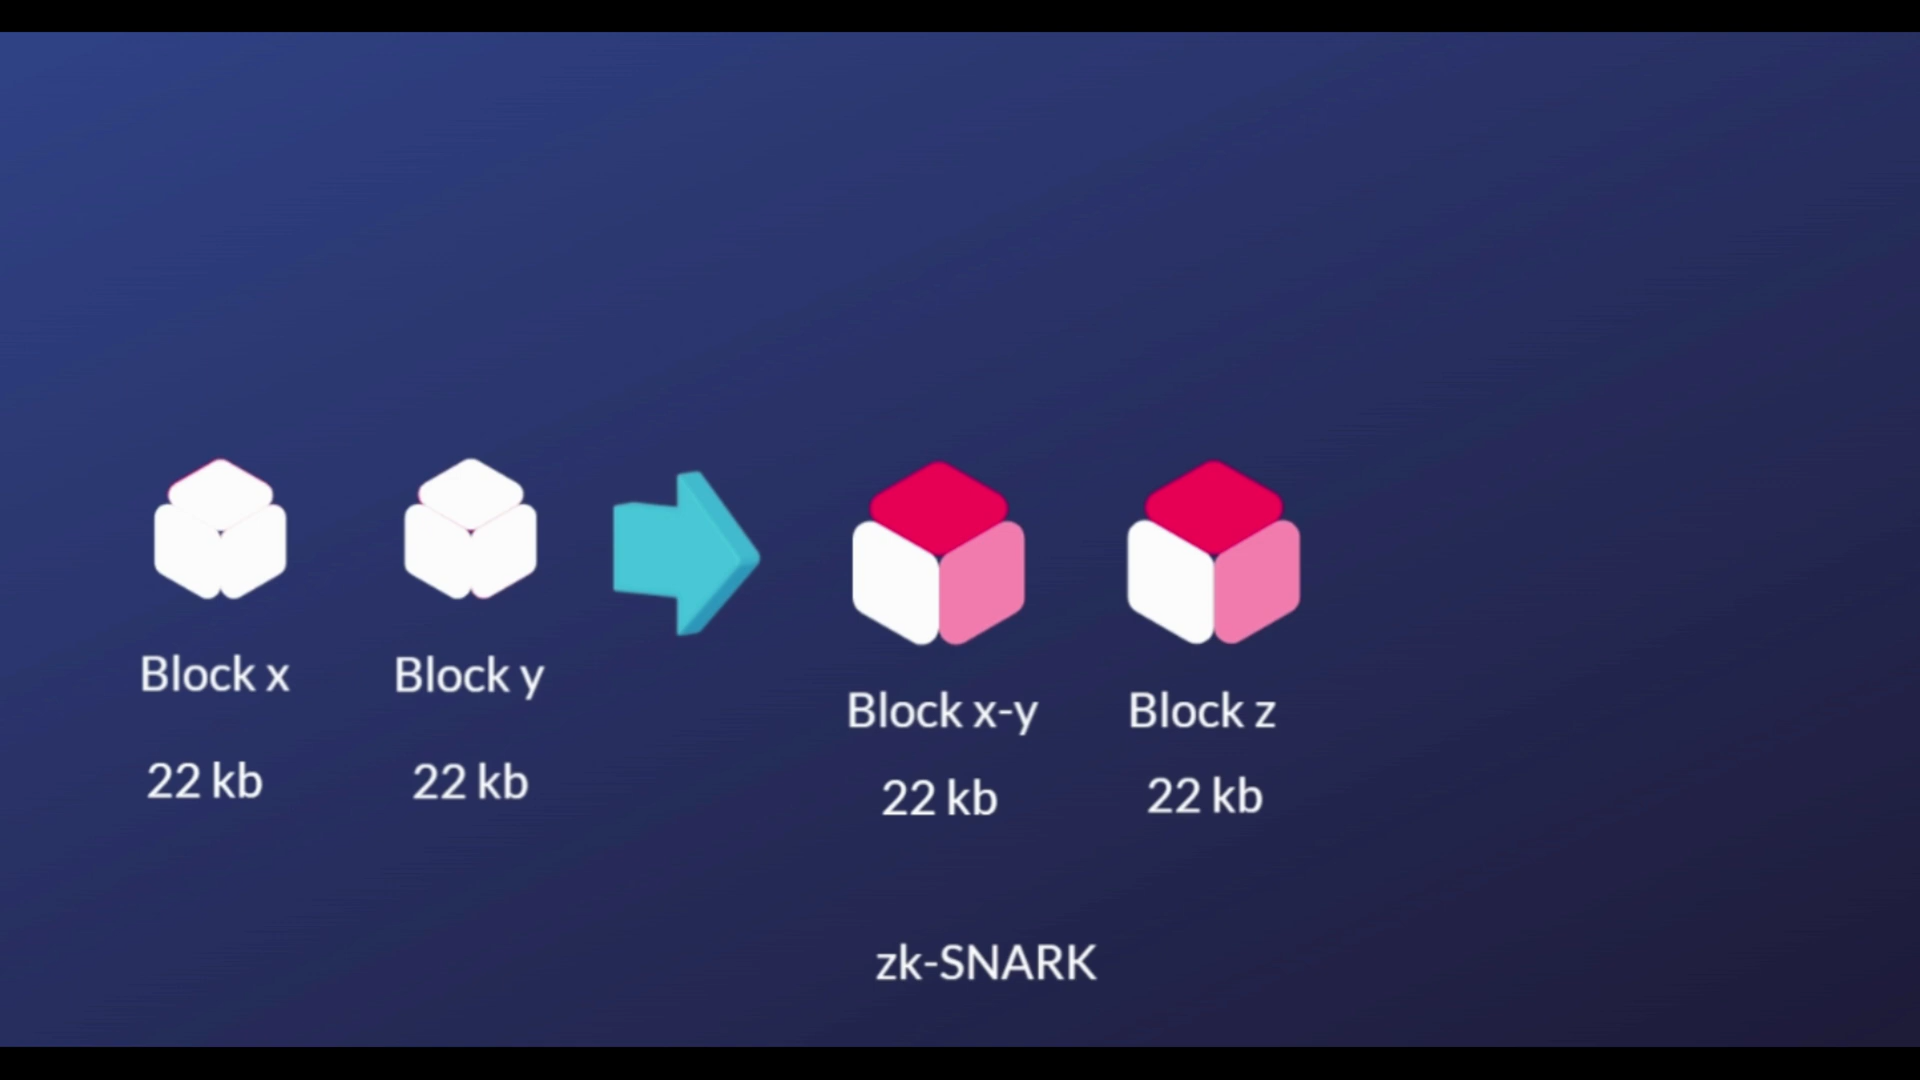 Block x
Block y
22 kb
22 kb
Block x-y
Block z
22 kb
22 kb
zk-SNARK